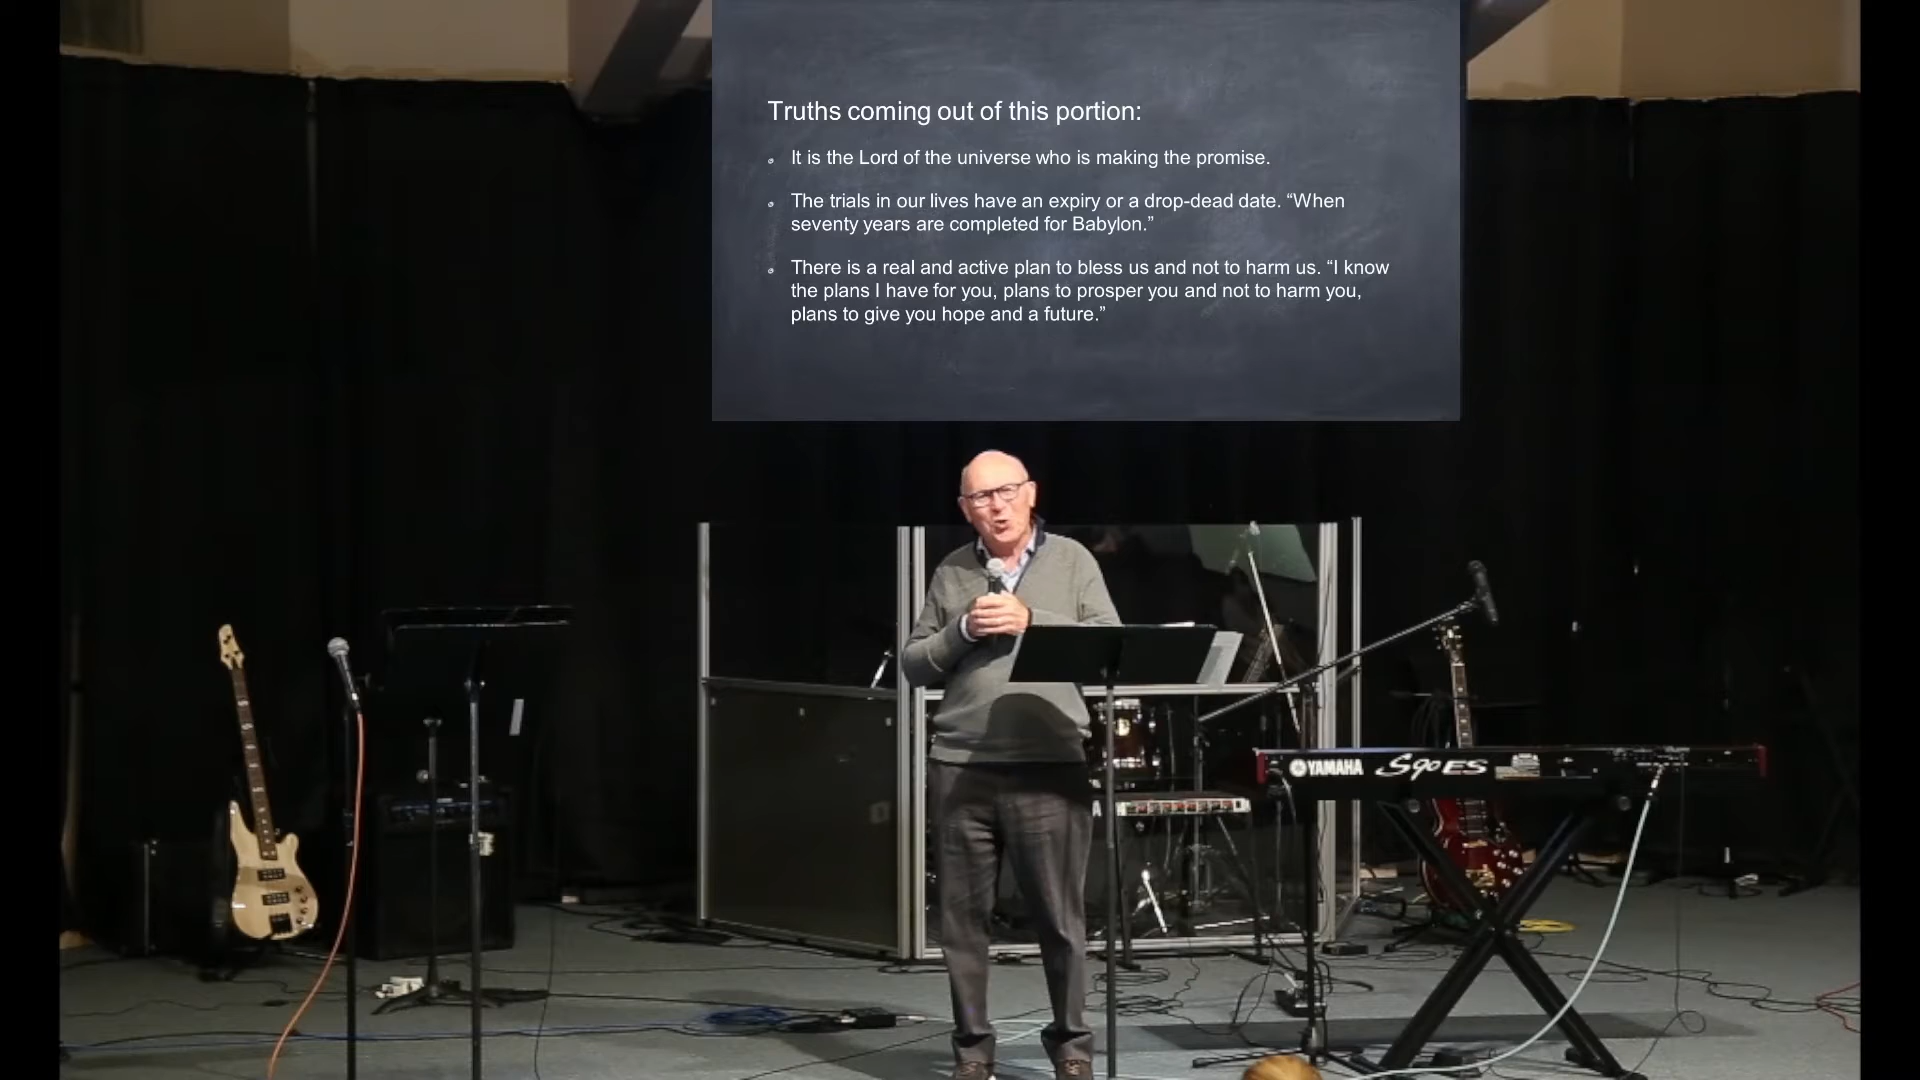 Truths coming out of this portion:
It is the Lord of the universe who is making the promise.
The trials in our lives have an expiry or a drop-dead date. “When
seventy years are completed for Babylon.”
There is a real and active plan to bless us and not to harm us. “I know
the plans I have for you, plans to prosper you and not to harm you,
plans to give you hope and a future.”
YAMAHA S90 ES